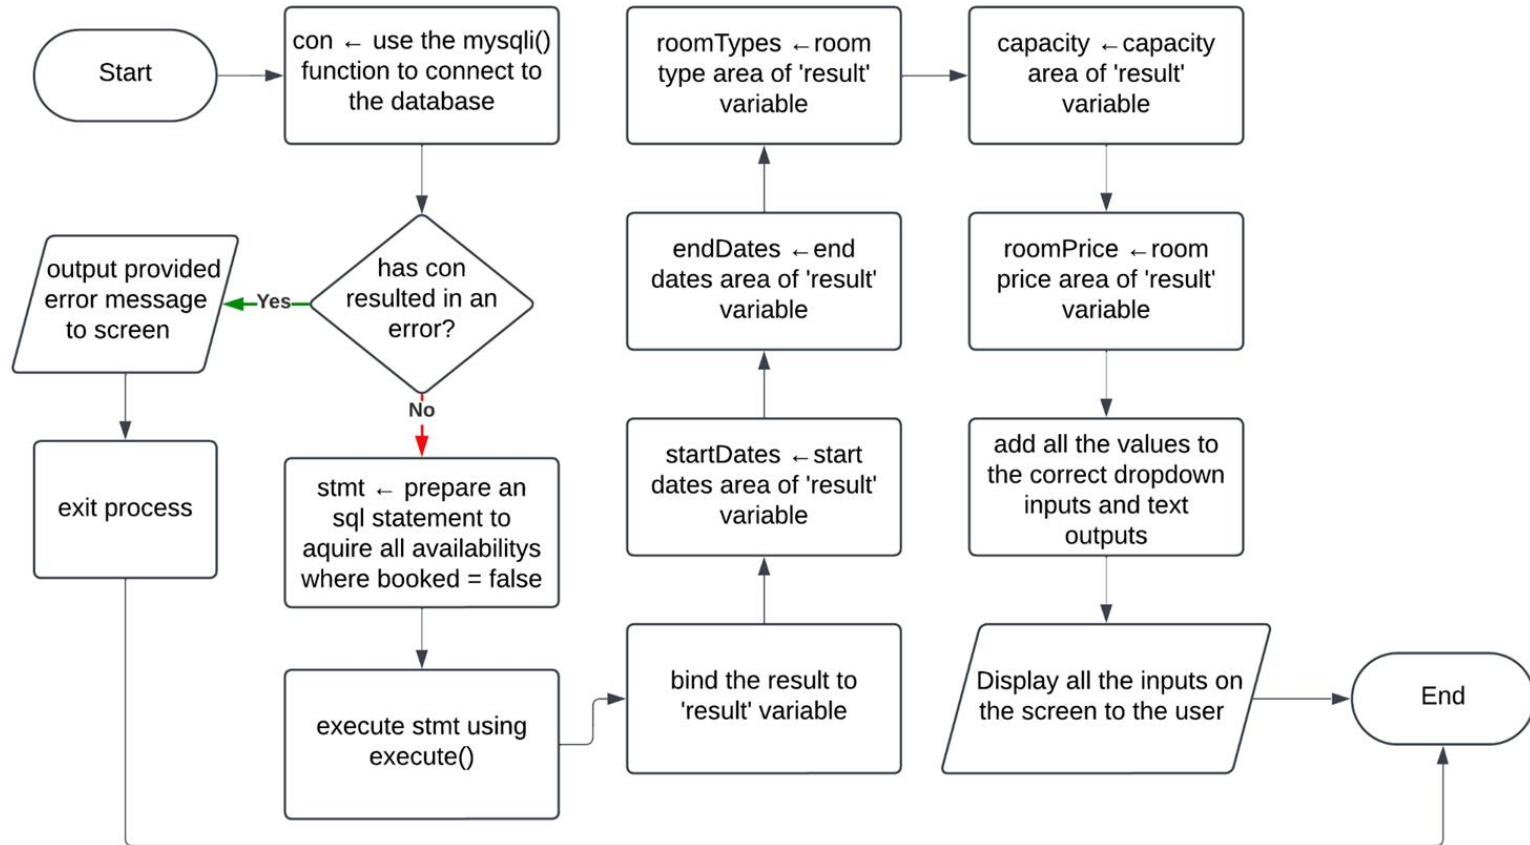 Start
con ← use the mysqli()
function to connect to
the database
has con
resulted in an
error?
Yes
output provided
error message
to screen
exit process
No
stmt ← prepare an
sql statement to
aquire all availabilitys
where booked = false
execute stmt using
execute()
bind the result to
'result' variable
startDates ←start
dates area of 'result'
variable
endDates ←end
dates area of 'result'
variable
roomTypes ←room
type area of 'result'
variable
capacity ←capacity
area of 'result'
variable
roomPrice ←room
price area of 'result'
variable
add all the values to
the correct dropdown
inputs and text
outputs
Display all the inputs on
the screen to the user
End